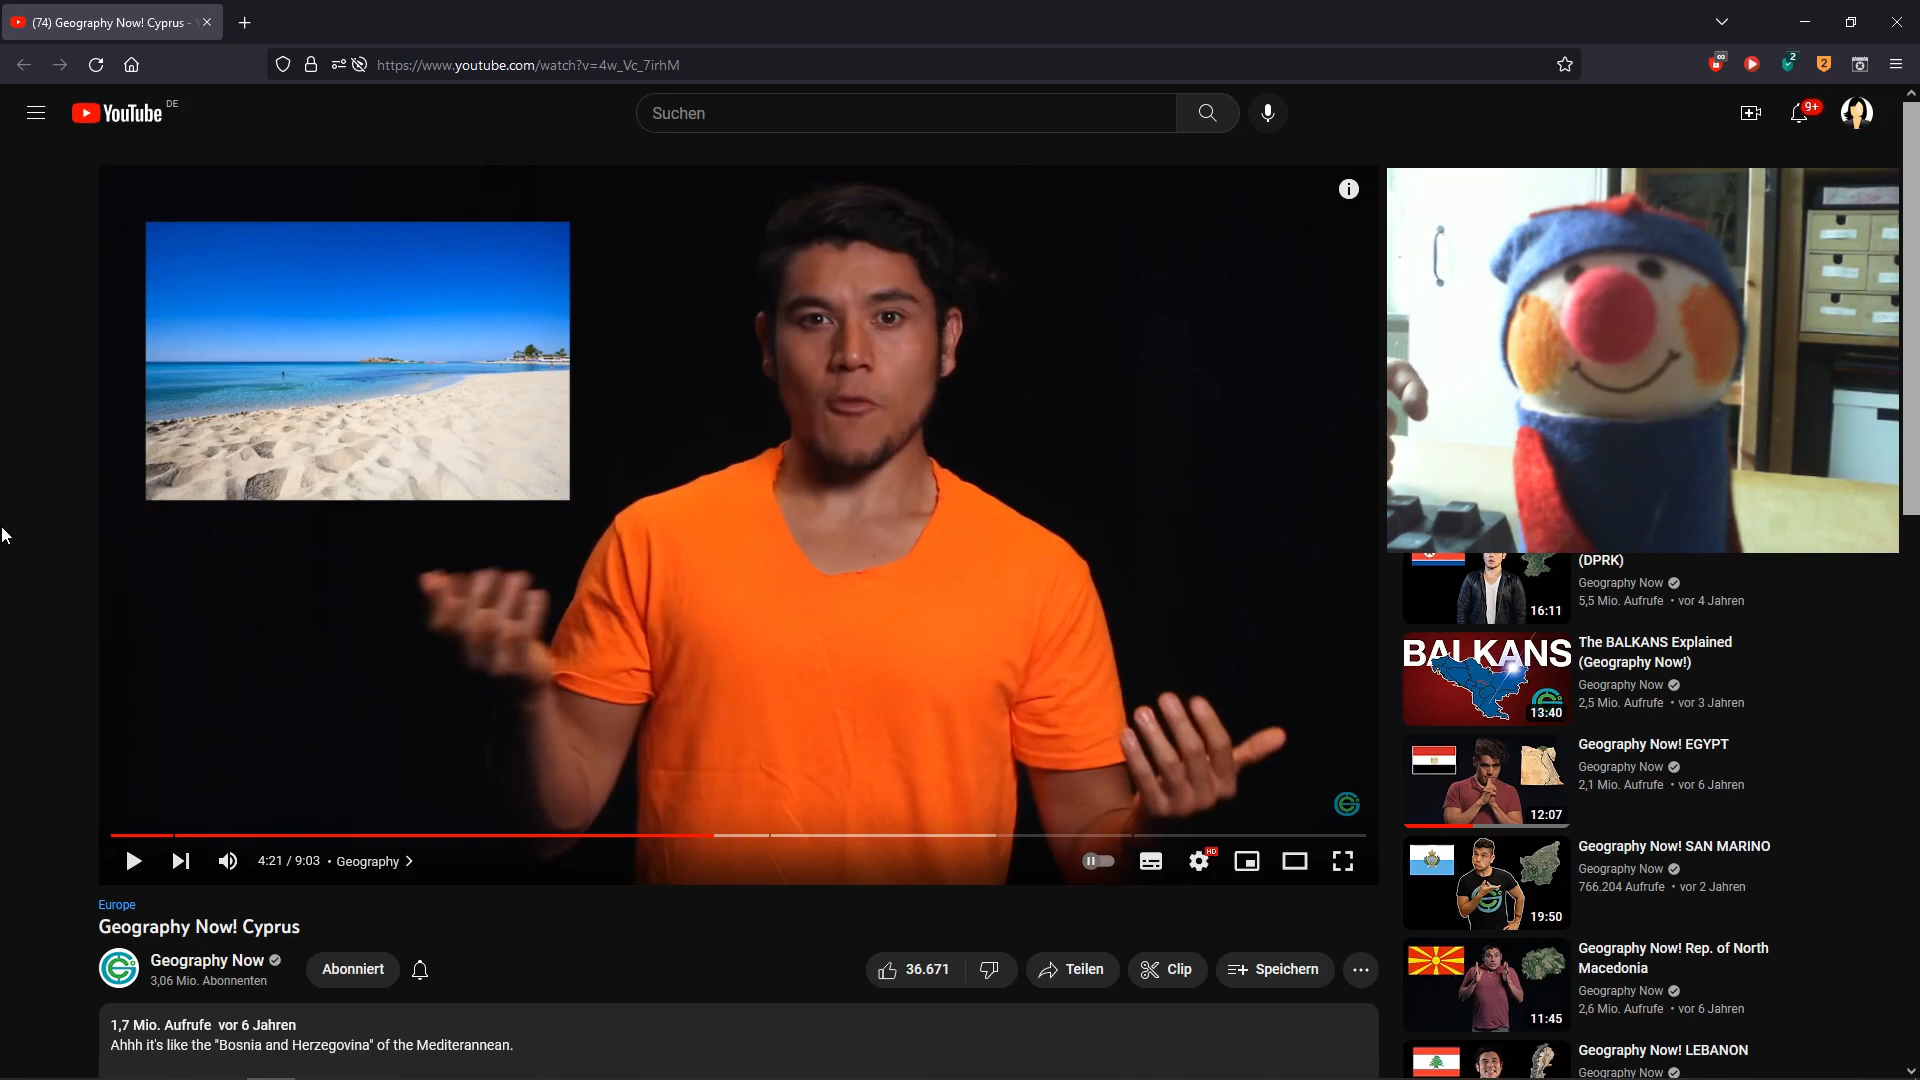 (74) Geography Now! Cyprus -
https://www.youtube.com/watch?v=4w_Vc_7irhM
∞
2
2
YouTube DE
Suchen
9+
4:21 / 9:03 • Geography
HD
Europe
Geography Now! Cyprus
Geography Now
3,06 Mio. Abonnenten
Abonniert
36.671
Teilen
Clip
Speichern
1,7 Mio. Aufrufe vor 6 Jahren
Ahhh it's like the "Bosnia and Herzegovina" of the Mediterannean.
(DPRK)
Geography Now
5,5 Mio. Aufrufe • vor 4 Jahren
16:11
BALKANS
13:40
The BALKANS Explained
(Geography Now!)
Geography Now
2,5 Mio. Aufrufe • vor 3 Jahren
12:07
Geography Now! EGYPT
Geography Now
2,1 Mio. Aufrufe • vor 6 Jahren
19:50
Geography Now! SAN MARINO
Geography Now
766.204 Aufrufe • vor 2 Jahren
11:45
Geography Now! Rep. of North
Macedonia
Geography Now
2,6 Mio. Aufrufe • vor 6 Jahren
Geography Now! LEBANON
Geography Now